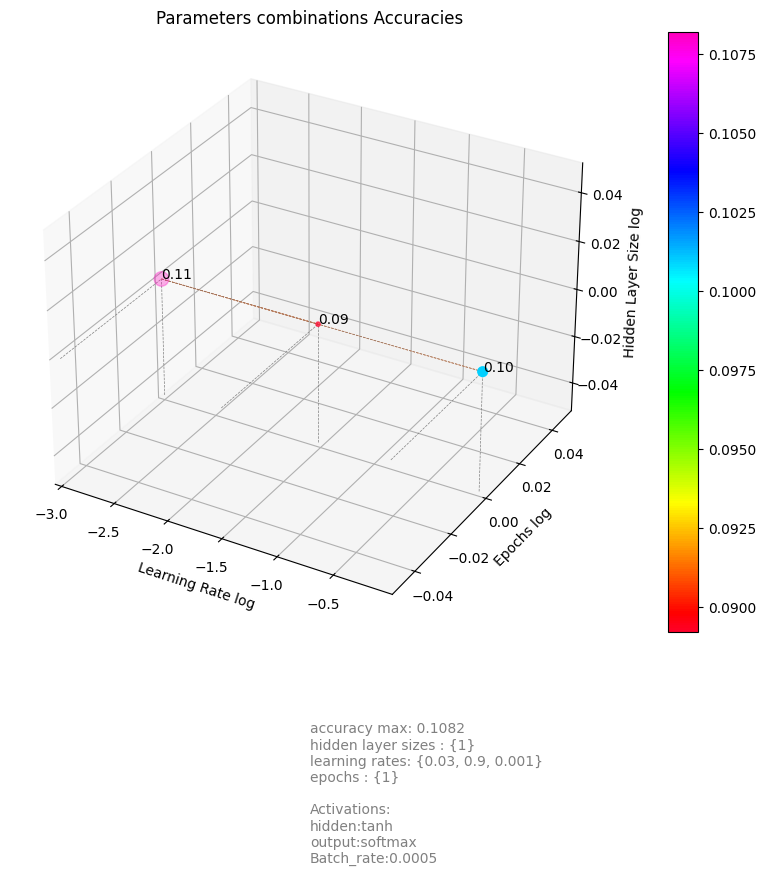 Parameters combinations Accuracies
0.11
0.09
0.10
0.04
0.02
0.00
−0.02
−0.04
Hidden Layer Size log
−3.0
−2.5
−2.0
−1.5
−1.0
−0.5
Learning Rate log
−0.04
−0.02
0.00
0.02
0.04
Epochs log
0.1075
0.1050
0.1025
0.1000
0.0975
0.0950
0.0925
0.0900
accuracy max: 0.1082
hidden layer sizes : {1}
learning rates: {0.03, 0.9, 0.001}
epochs : {1}
Activations:
hidden:tanh
output:softmax
Batch_rate:0.0005